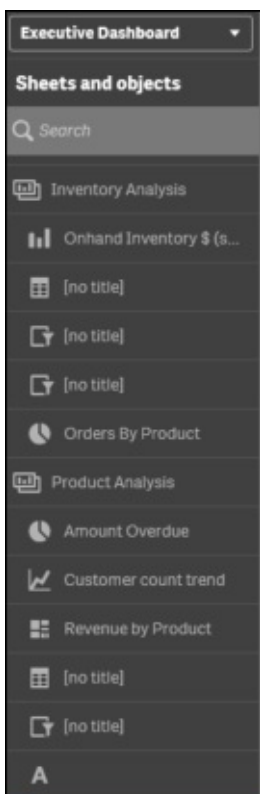 Executive Dashboard
Sheets and objects
Search
Inventory Analysis
Onhand Inventory $ (s...
[no title]
[no title]
[no title]
Orders By Product
Product Analysis
Amount Overdue
Customer count trend
Revenue by Product
[no title]
[no title]
A